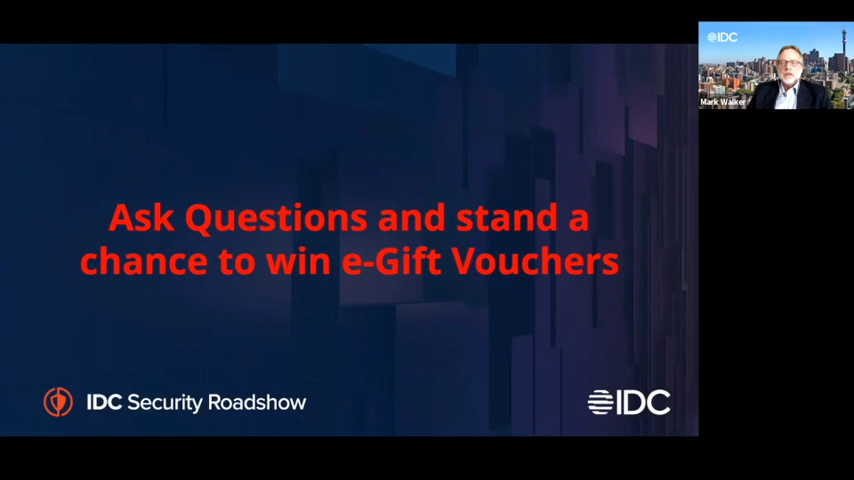 IDC
Mark Walker
Ask Questions and stand a
chance to win e-Gift Vouchers
IDC Security Roadshow
IDC